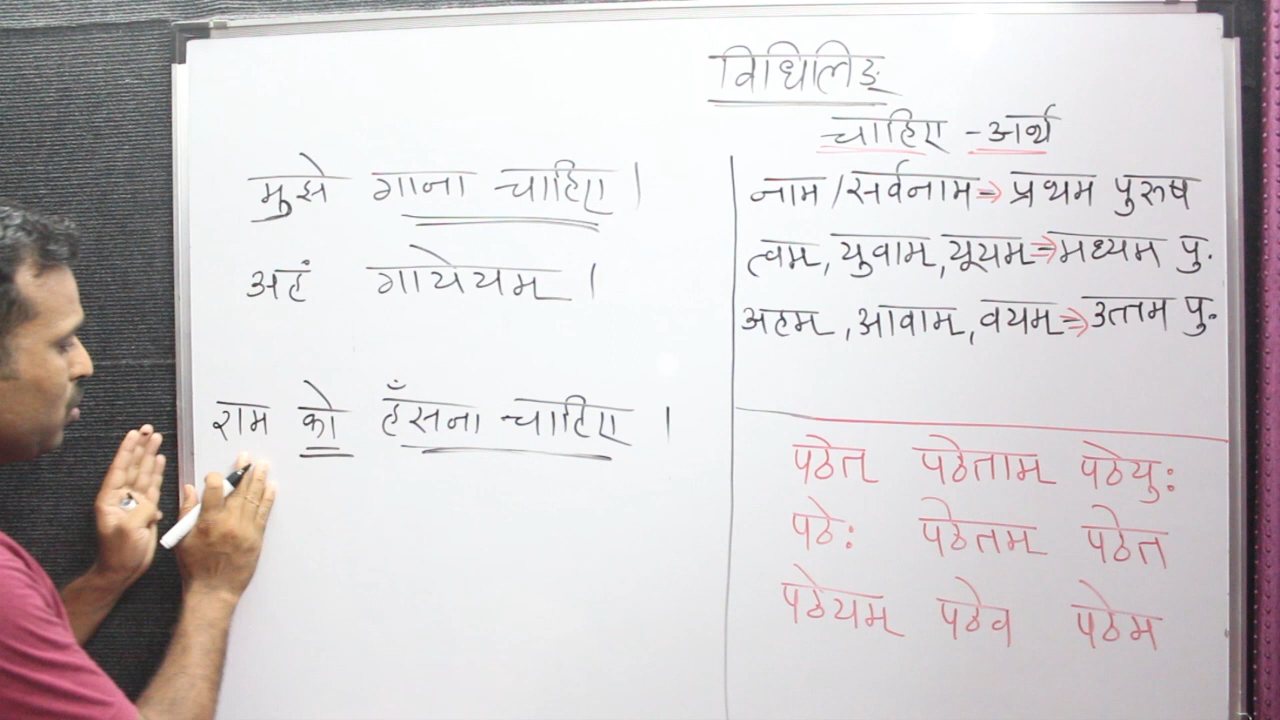 विधिलिङ्
चाहिए - अर्थ
मुझे गाना चाहिए ।
अहं गायेयम् ।
राम को हँसना चाहिए ।
नाम / सर्वनाम ⇒ प्रथम पुरूष
त्वम्, युवाम्, यूयम् ⇒ मध्यम पु.
अहम्, आवाम्, वयम् ⇒ उत्तम पु.
पठेत् पठेताम् पठेयुः
पठेः पठेतम् पठेत
पठेयम् पठेव पठेम